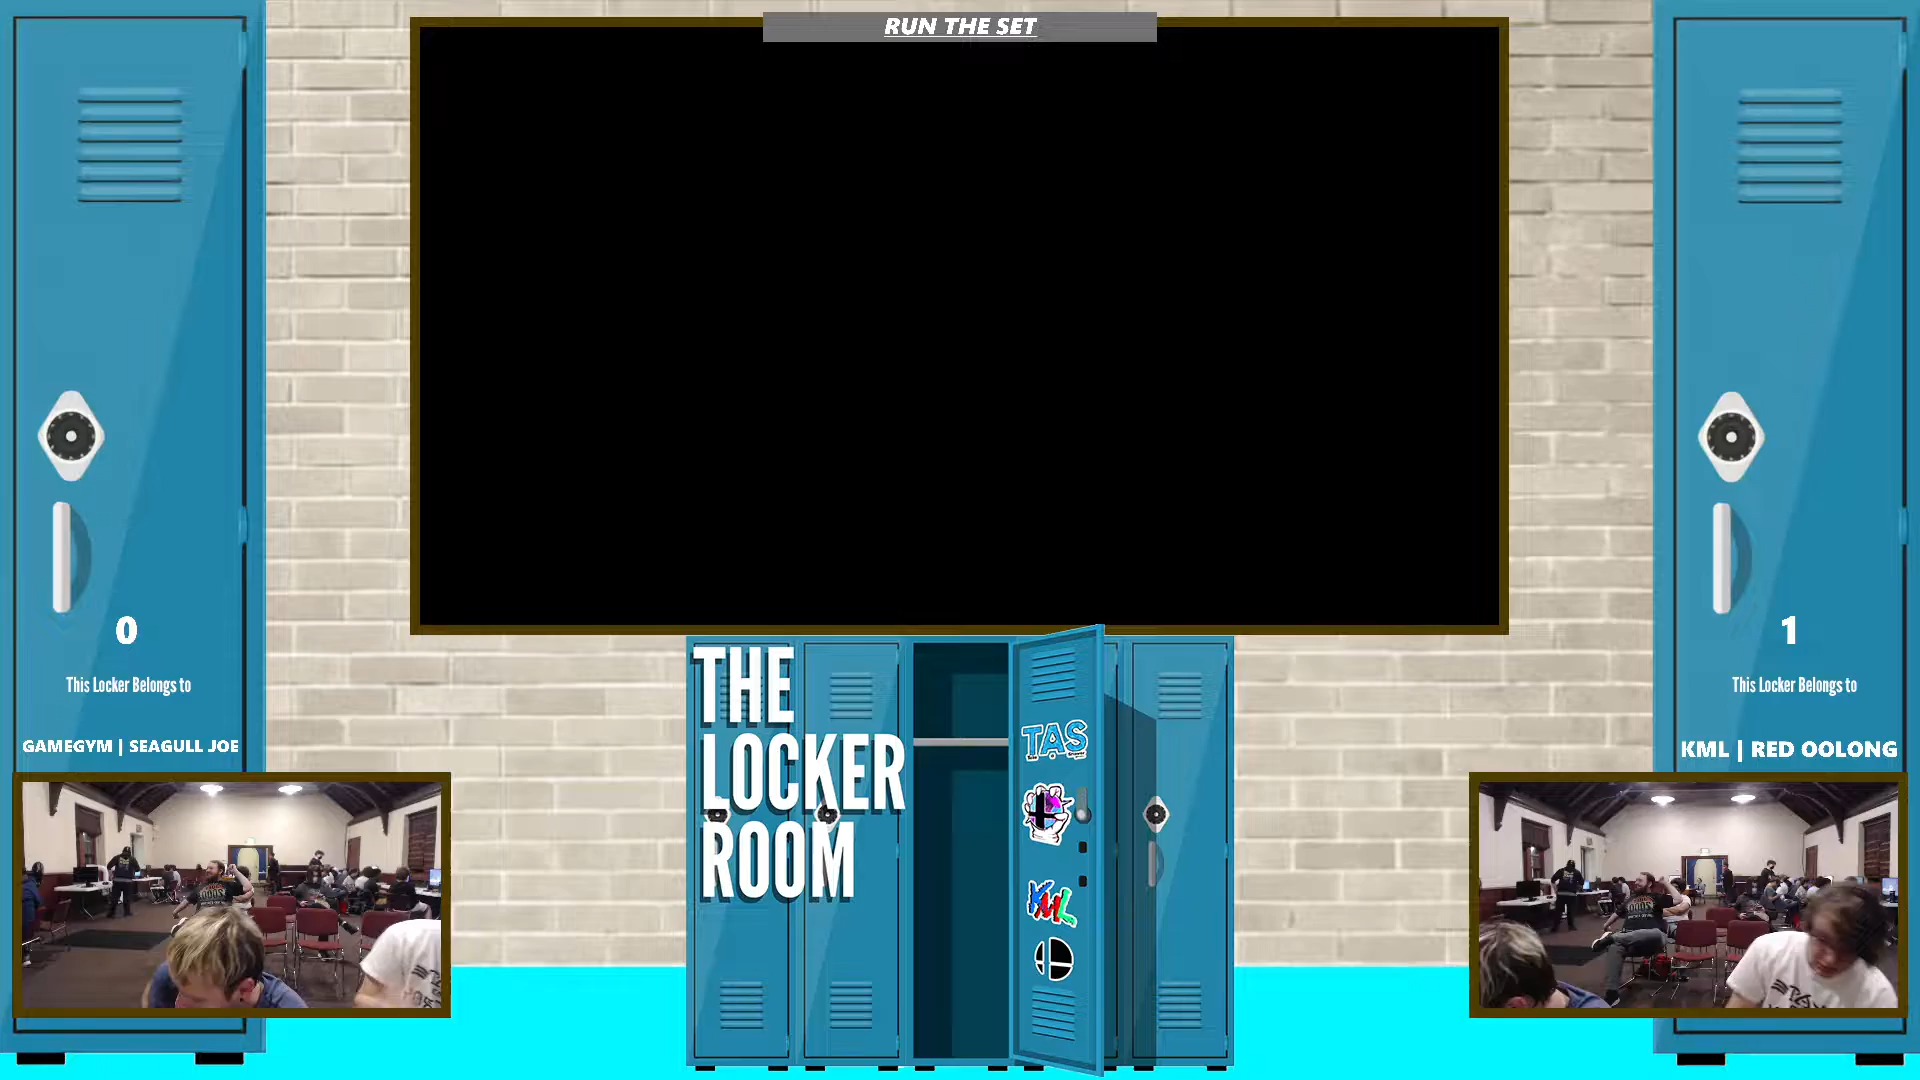 RUN THE SET
0
This Locker Belongs to
GAMEGYM | SEAGULL JOE
1
This Locker Belongs to
KML | RED OOLONG
THE
LOCKER
ROOM
TAS
KML